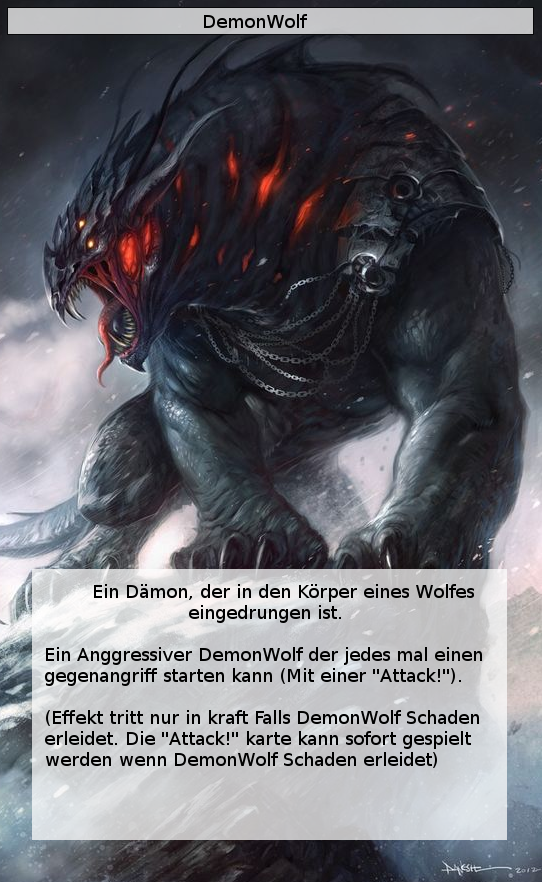 DemonWolf
Ein Dämon, der in den Körper eines Wolfes
eingedrungen ist.
Ein Anggressiver DemonWolf der jedes mal einen
gegenangriff starten kann (Mit einer "Attack!").
(Effekt tritt nur in kraft Falls DemonWolf Schaden
erleidet. Die "Attack!" karte kann sofort gespielt
werden wenn DemonWolf Schaden erleidet)
2012